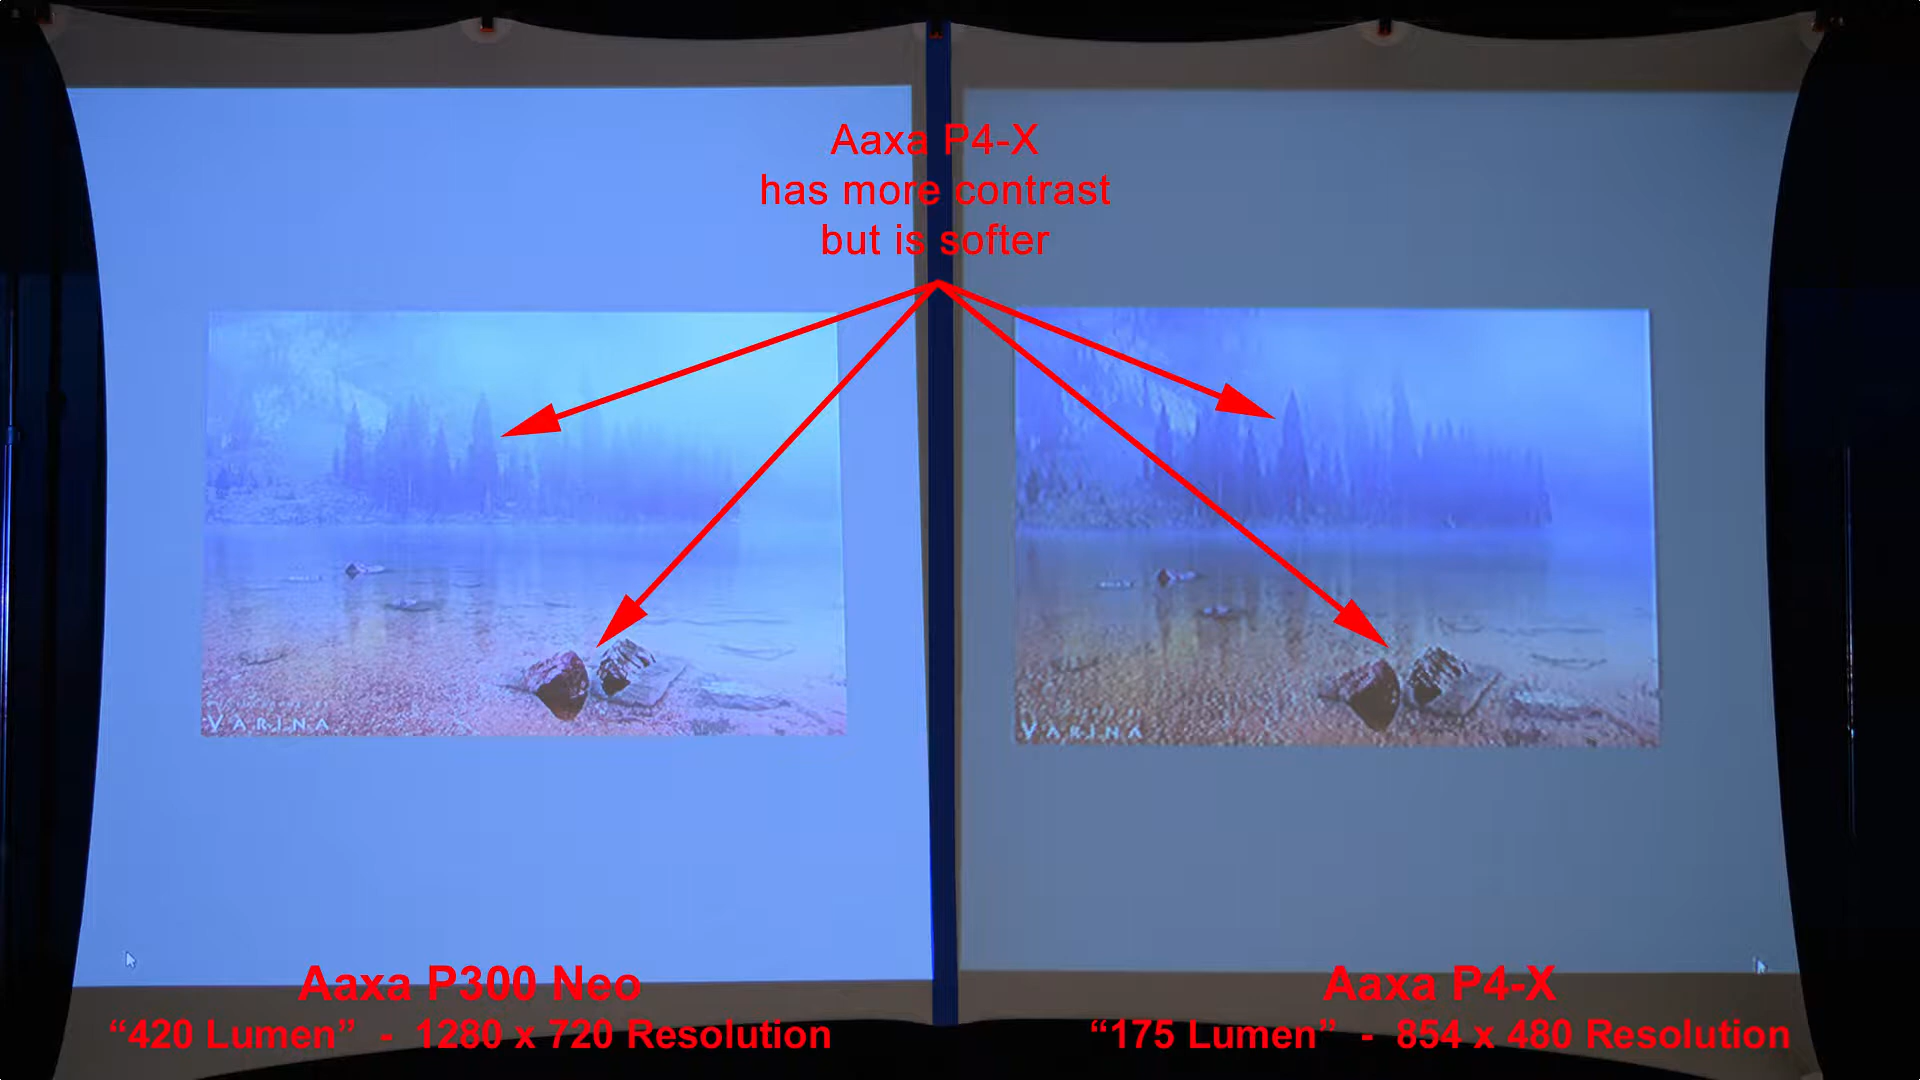 Aaxa P4-X
has more contrast
but is softer
VARINA
VARINA
Aaxa P300 Neo
“420 Lumen” - 1280 x 720 Resolution
Aaxa P4-X
“175 Lumen” - 854 x 480 Resolution